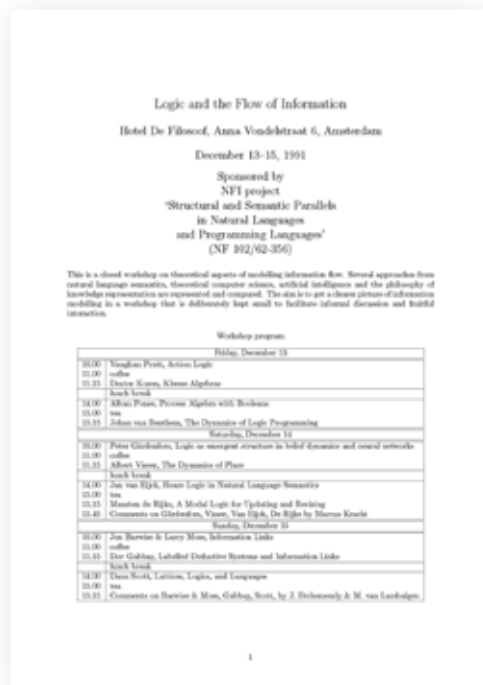 Logic and the Flow of Information
Hotel De Filosoof, Anna Vondelstraat 6, Amsterdam
December 13–15, 1991
Sponsored by
NFI project
'Structural and Semantic Parallels
in Natural Languages
and Programming Languages'
(NF 102/62-356)
This is a closed workshop on theoretical aspects of modelling information flow. Several approaches from
natural language semantics, theoretical computer science, artificial intelligence and the philosophy of
knowledge representation are represented and compared. The aim is to get a clearer picture of information
modelling in a workshop that is deliberately kept small to facilitate informal discussion and fruitful
interaction.
Workshop program
Friday, December 13
10.00 Vaughan Pratt, Action Logic
11.00 coffee
11.15 Dexter Kozen, Kleene Algebras
lunch break
14.00 Alban Ponse, Process Algebra with Booleans
15.00 tea
15.15 Johan van Benthem, The Dynamics of Logic Programming
Saturday, December 14
10.00 Peter Gärdenfors, Logic as emergent structure in belief dynamics and neural networks
11.00 coffee
11.15 Albert Visser, The Dynamics of Place
lunch break
14.00 Jan van Eijck, Hoare Logic in Natural Language Semantics
15.00 tea
15.15 Maarten de Rijke, A Modal Logic for Updating and Revising
15.45 Comments on Gärdenfors, Visser, Van Eijck, De Rijke by Marcus Kracht
Sunday, December 15
10.00 Jon Barwise & Larry Moss, Information Links
11.00 coffee
11.15 Dov Gabbay, Labelled Deductive Systems and Information Links
lunch break
14.00 Dana Scott, Lattices, Logics, and Languages
15.00 tea
15.15 Comments on Barwise & Moss, Gabbay, Scott, by J. Etchemendy & M. van Lambalgen
1